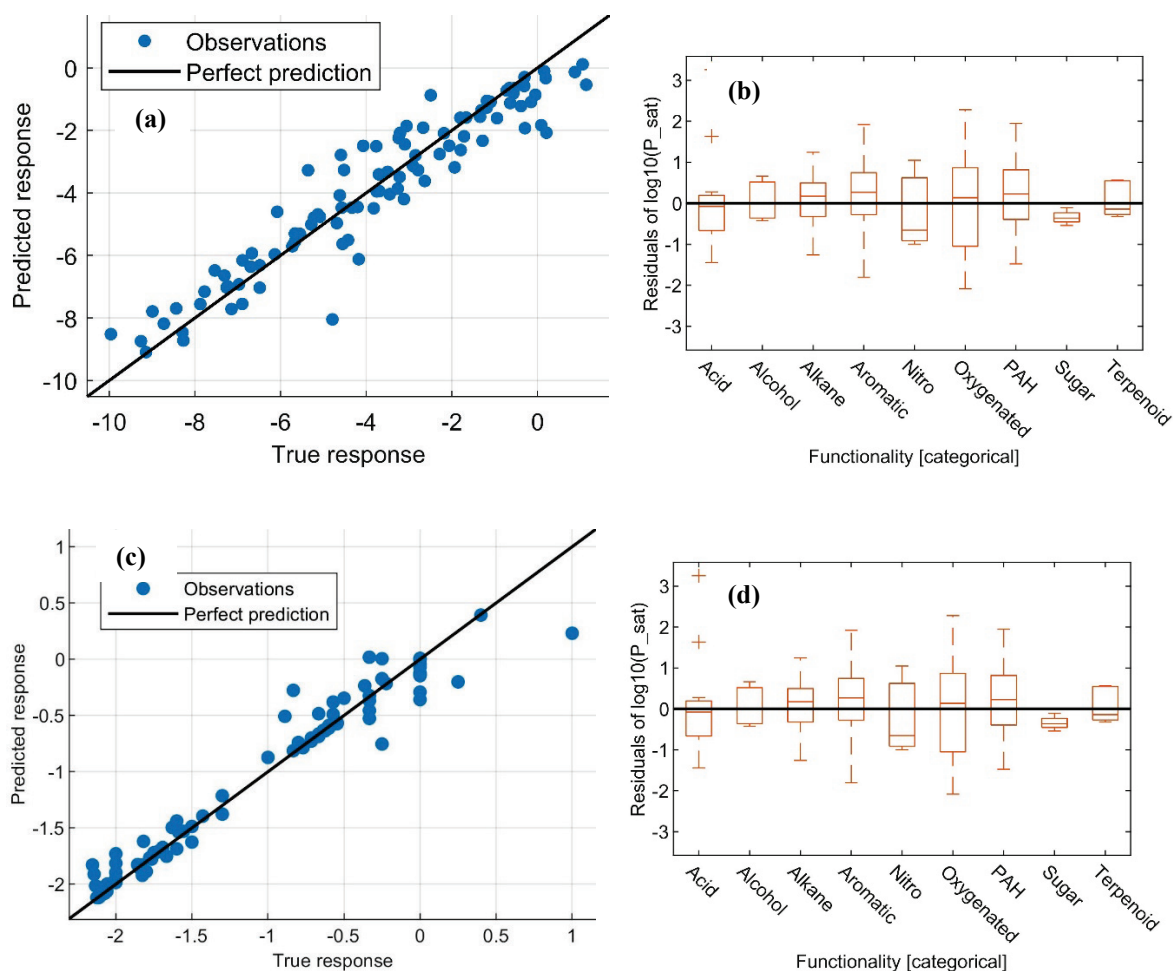 Observations
Perfect prediction
(a)
Predicted response
0
-2
-4
-6
-8
-10
-10 -8 -6 -4 -2 0
True response
(b)
Residuals of log10(P_sat)
3
2
1
0
-1
-2
-3
Acid Alcohol Alkane Aromatic Nitro Oxygenated PAH Sugar Terpenoid
Functionality [categorical]
(c)
Observations
Perfect prediction
Predicted response
1
0.5
0
-0.5
-1
-1.5
-2
-2 -1.5 -1 -0.5 0 0.5 1
True response
(d)
Residuals of log10(P_sat)
3
2
1
0
-1
-2
-3
Acid Alcohol Alkane Aromatic Nitro Oxygenated PAH Sugar Terpenoid
Functionality [categorical]